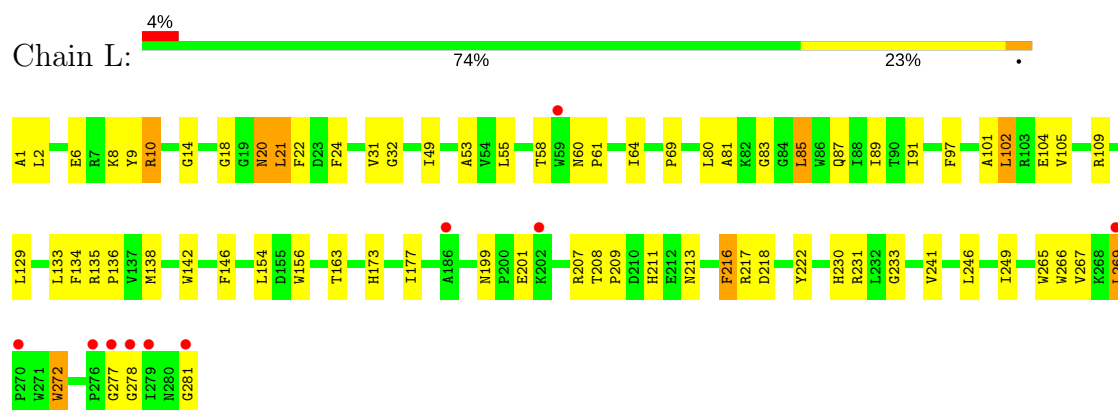 4%
Chain L:
74% 23% •
A1 L2 E6 R7 K8 Y9 R10 G14 G18 G19 N20 L21 F22 D23 F24 V31 G32 I49 A53 V54 L55 T58 W59 N60 P61 I64 P69 L80 A81 K82 G83 G84 L85 W86 Q87 I88 I89 T90 I91 F97 A101 L102 R103 E104 V105 R109
L129 L133 F134 R135 P136 V137 M138 W142 F146 L154 D155 W156 T163 H173 I177 A186 N199 P200 E201 K202 R207 T208 P209 D210 H211 E212 N213 F216 R217 D218 Y222 H230 R231 L232 G233 V241 L246 I249 W265 W266 V267 K268 I269
P270 W271 W272 P276 G277 G278 I279 N280 G281